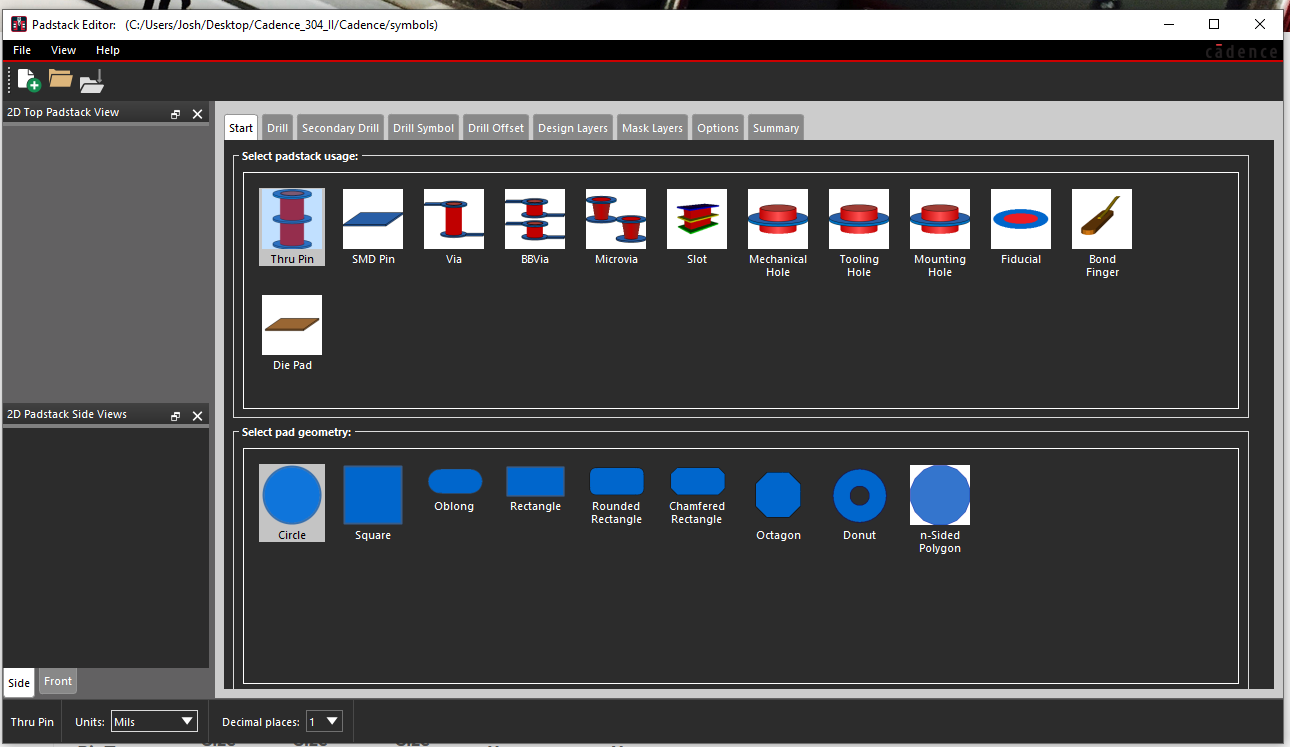 Padstack Editor: (C:/Users/Josh/Desktop/Cadence_304_II/Cadence/symbols)
File View Help
cādence
2D Top Padstack View
Start Drill Secondary Drill Drill Symbol Drill Offset Design Layers Mask Layers Options Summary
Select padstack usage:
Thru Pin SMD Pin Via BBVia Microvia Slot Mechanical Hole Tooling Hole Mounting Hole Fiducial Bond Finger
Die Pad
2D Padstack Side Views
Select pad geometry:
Circle Square Oblong Rectangle Rounded Rectangle Chamfered Rectangle Octagon Donut n-Sided Polygon
Side Front
Thru Pin Units: Mils Decimal places: 1